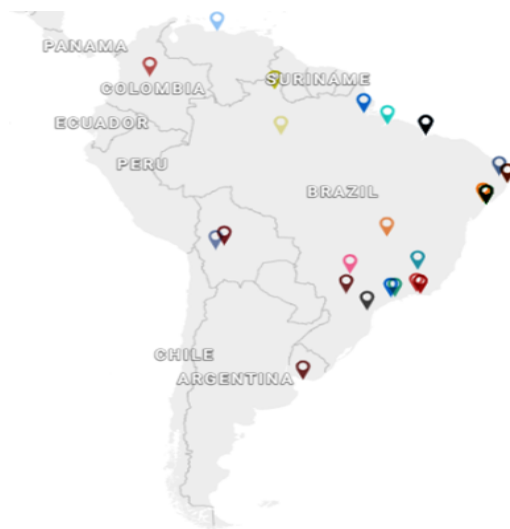 PANAMA
SURINAME
COLOMBIA
ECUADOR
PERU
BRAZIL
CHILE
ARGENTINA